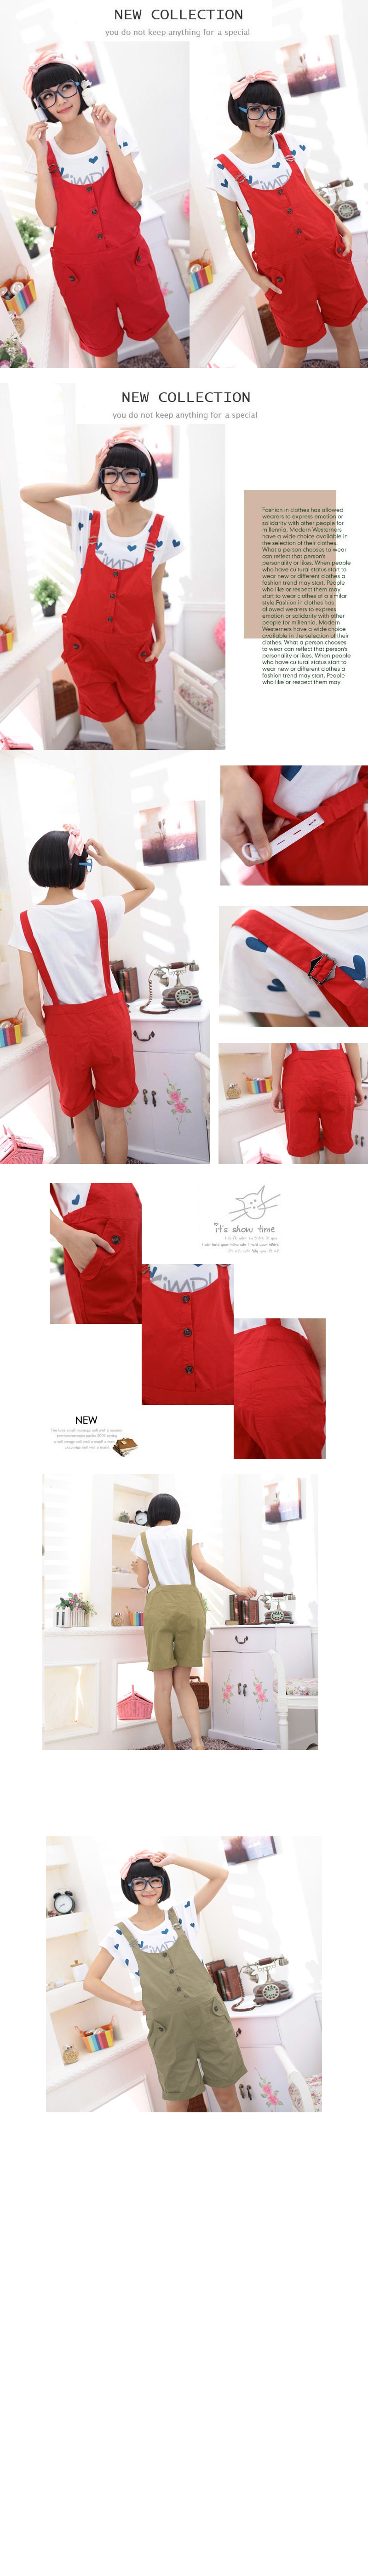 NEW COLLECTION
you do not keep anything for a special
NEW COLLECTION
you do not keep anything for a special
Fashion in clothes has allowed
wearers to express emotion or
solidarity with other people for
millennia. Modern Westerners
have a wide choice available in
the selection of their clothes.
What a person chooses to wear
can reflect that person's
personality or likes. When people
who have cultural status start to
wear new or different clothes a
fashion trend may start. People
who like or respect them may
start to wear clothes of a similar
style.Fashion in clothes has
allowed wearers to express
emotion or solidarity with other
people for millennia. Modern
Westerners have a wide choice
available in the selection of their
clothes. What a person chooses
to wear can reflect that person's
personality or likes. When people
who have cultural status start to
wear new or different clothes a
fashion trend may start. People
who like or respect them may
it's show time
NEW